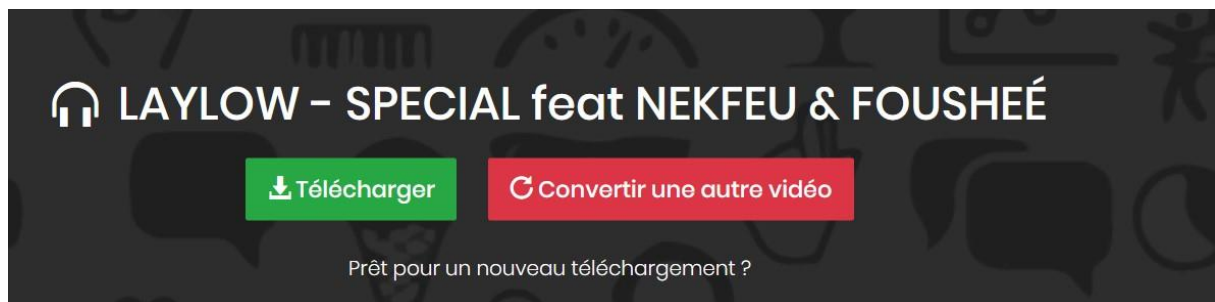 LAYLOW - SPECIAL feat NEKFEU & FOUSHEÉ
Télécharger
Convertir une autre vidéo
Prêt pour un nouveau téléchargement ?